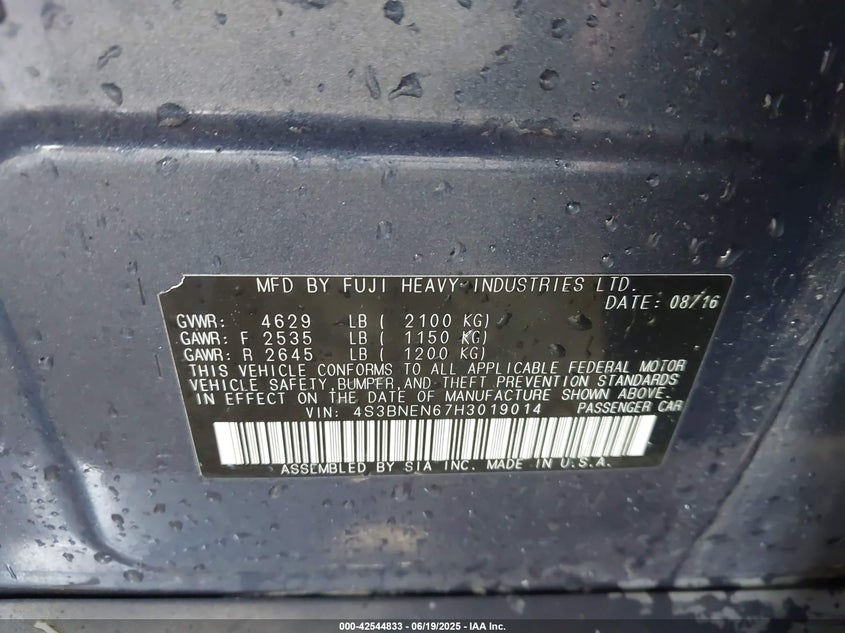 MFD BY FUJI HEAVY INDUSTRIES LTD.
DATE: 08/16
GVWR: 4629 LB ( 2100 KG)
GAWR: F 2535 LB ( 1150 KG)
GAWR: R 2645 LB ( 1200 KG)
THIS VEHICLE CONFORMS TO ALL APPLICABLE FEDERAL MOTOR
VEHICLE SAFETY,BUMPER,AND THEFT PREVENTION STANDARDS
IN EFFECT ON THE DATE OF MANUFACTURE SHOWN ABOVE.
VIN: 4S3BNEN67H3019014 PASSENGER CAR
ASSEMBLED BY SIA INC. MADE IN U.S.A.
000-42544833 - 06/19/2025 - IAA Inc.